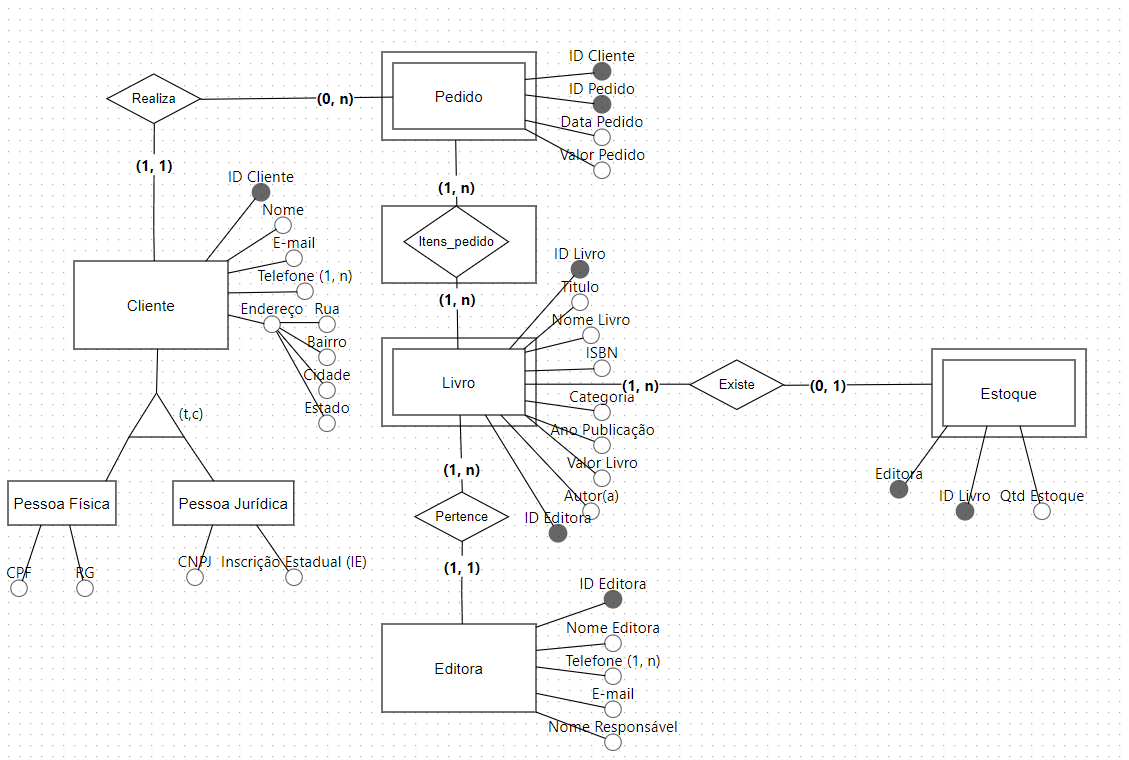 ID Cliente
Realiza
(0, n)
Pedido
ID Pedido
Data Pedido
Valor Pedido
(1, 1)
(1, n)
Itens_pedido
(1, n)
ID Cliente
Nome
E-mail
Telefone (1, n)
Endereço
Rua
Bairro
Cidade
Estado
Cliente
(t,c)
Pessoa Física
Pessoa Jurídica
CPF
RG
CNPJ
Inscrição Estadual (IE)
ID Livro
Titulo
Nome Livro
ISBN
Livro
Categoria
Ano Publicação
Valor Livro
Autor(a)
ID Editora
(1, n)
Existe
(0, 1)
Estoque
Editora
ID Livro
Qtd Estoque
(1, n)
Pertence
(1, 1)
ID Editora
Nome Editora
Telefone (1, n)
E-mail
Nome Responsável
Editora